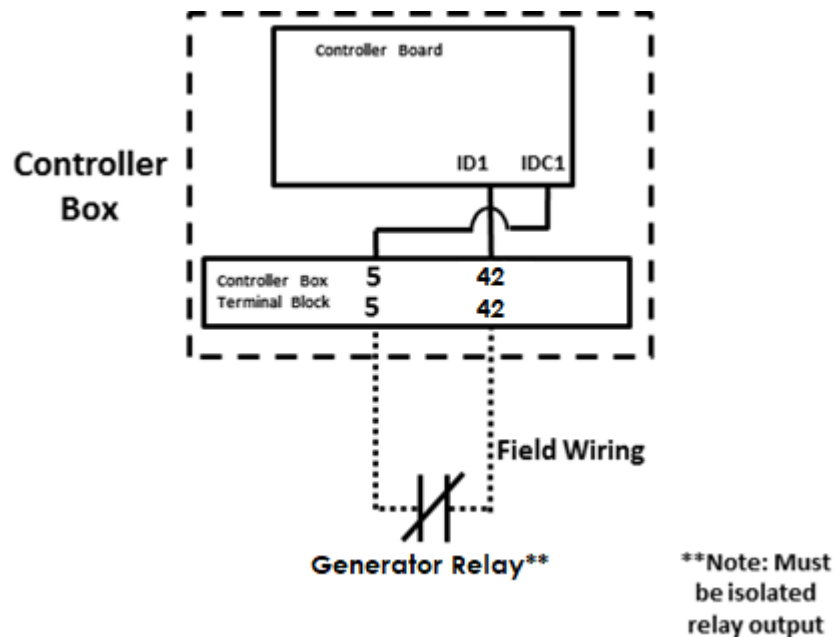 Controller Board
Controller
Box
ID1 IDC1
Controller Box 5 42
Terminal Block 5 42
Field Wiring
Generator Relay**
**Note: Must
be isolated
relay output